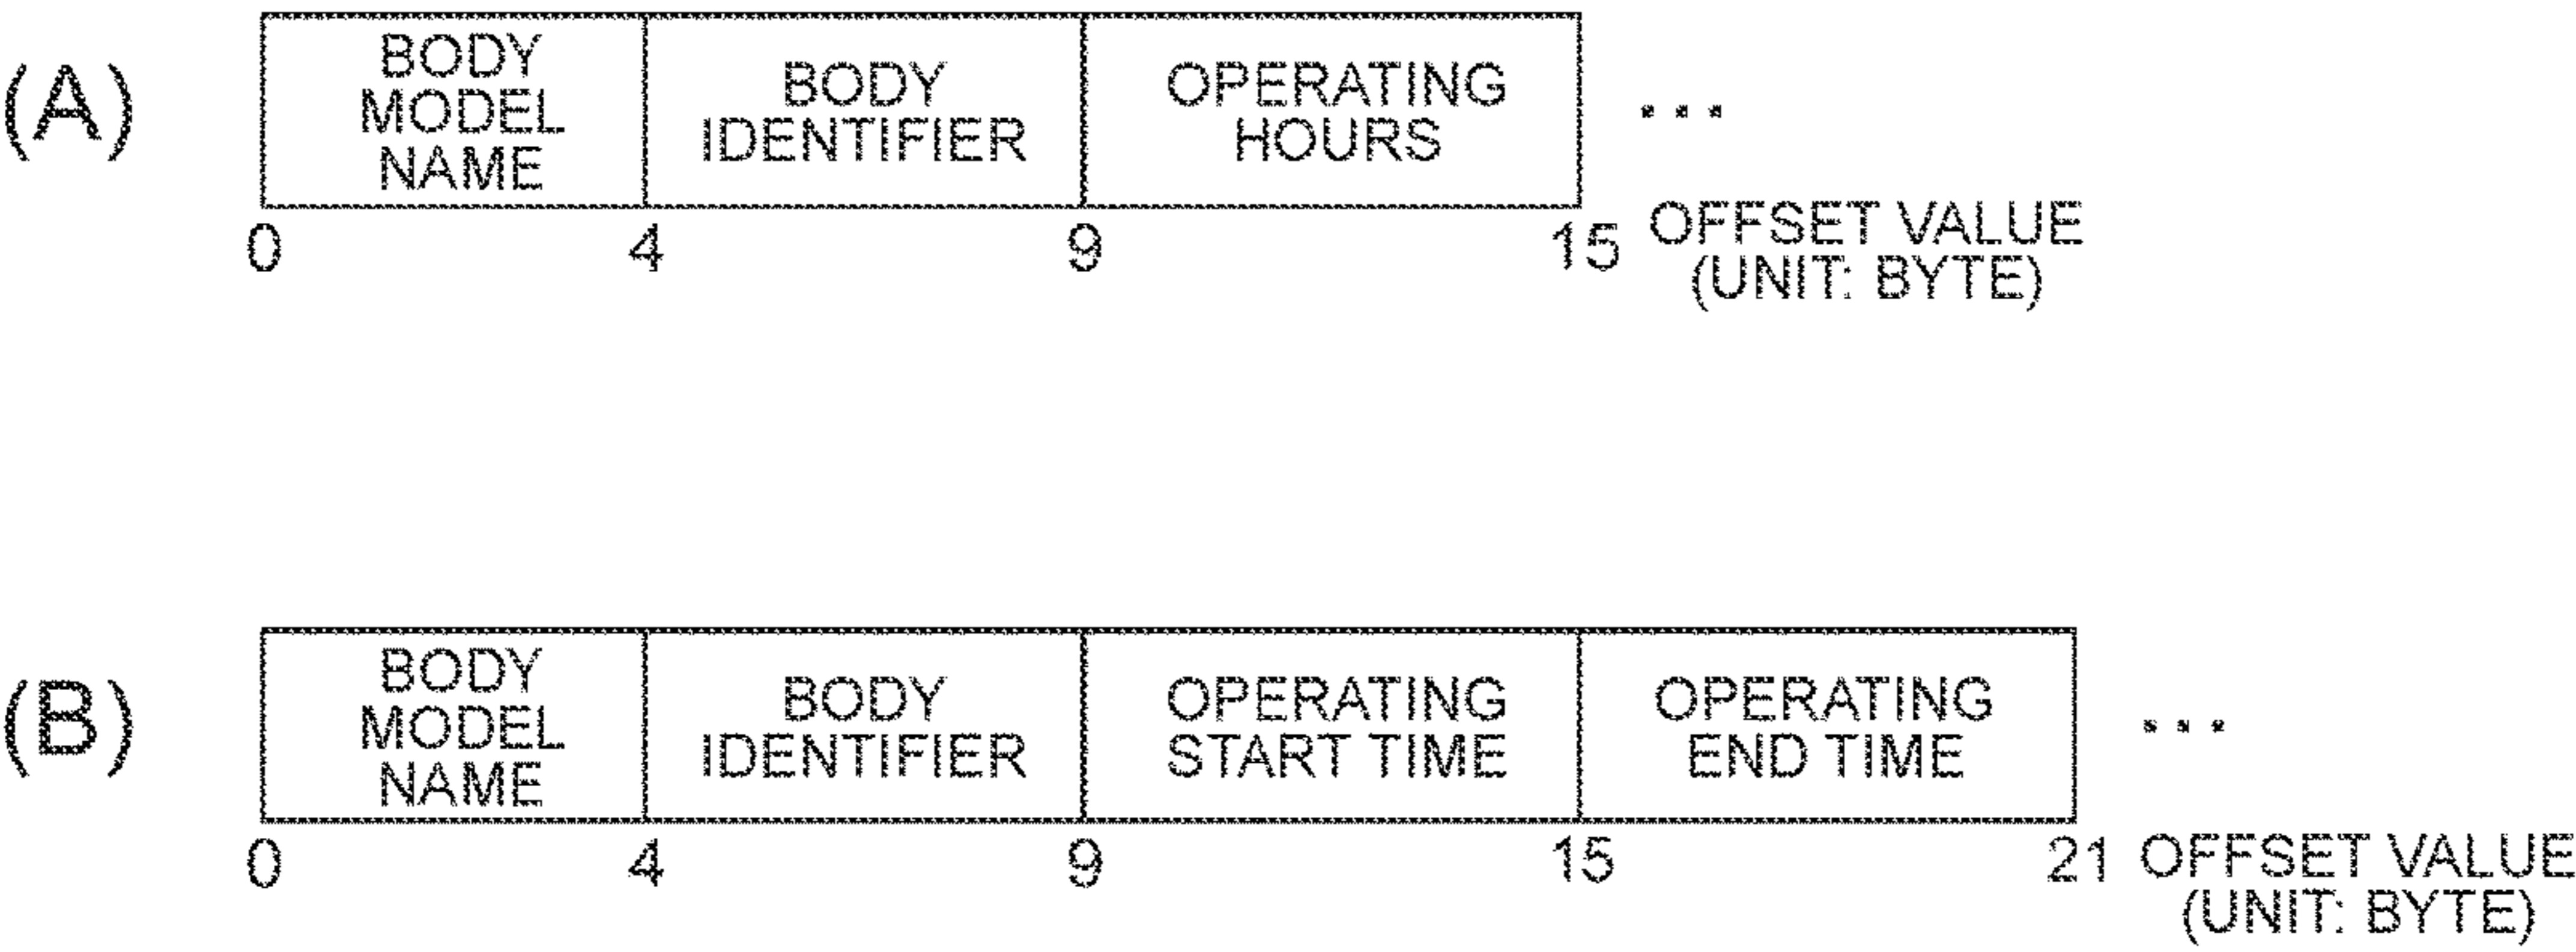 (A)
BODY
MODEL
NAME
BODY
IDENTIFIER
OPERATING
HOURS
...
0 4 9 15 OFFSET VALUE
(UNIT: BYTE)
(B)
BODY
MODEL
NAME
BODY
IDENTIFIER
OPERATING
START TIME
OPERATING
END TIME
...
0 4 9 15 21 OFFSET VALUE
(UNIT: BYTE)